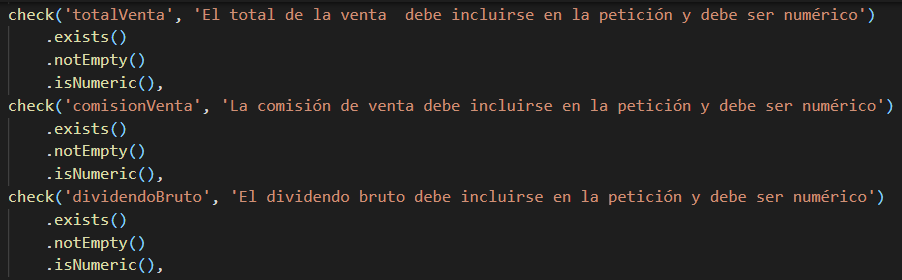 check('totalVenta', 'El total de la venta  debe incluirse en la petición y debe ser numérico')
    .exists()
    .notEmpty()
    .isNumeric(),
check('comisionVenta', 'La comisión de venta debe incluirse en la petición y debe ser numérico')
    .exists()
    .notEmpty()
    .isNumeric(),
check('dividendoBruto', 'El dividendo bruto debe incluirse en la petición y debe ser numérico')
    .exists()
    .notEmpty()
    .isNumeric(),